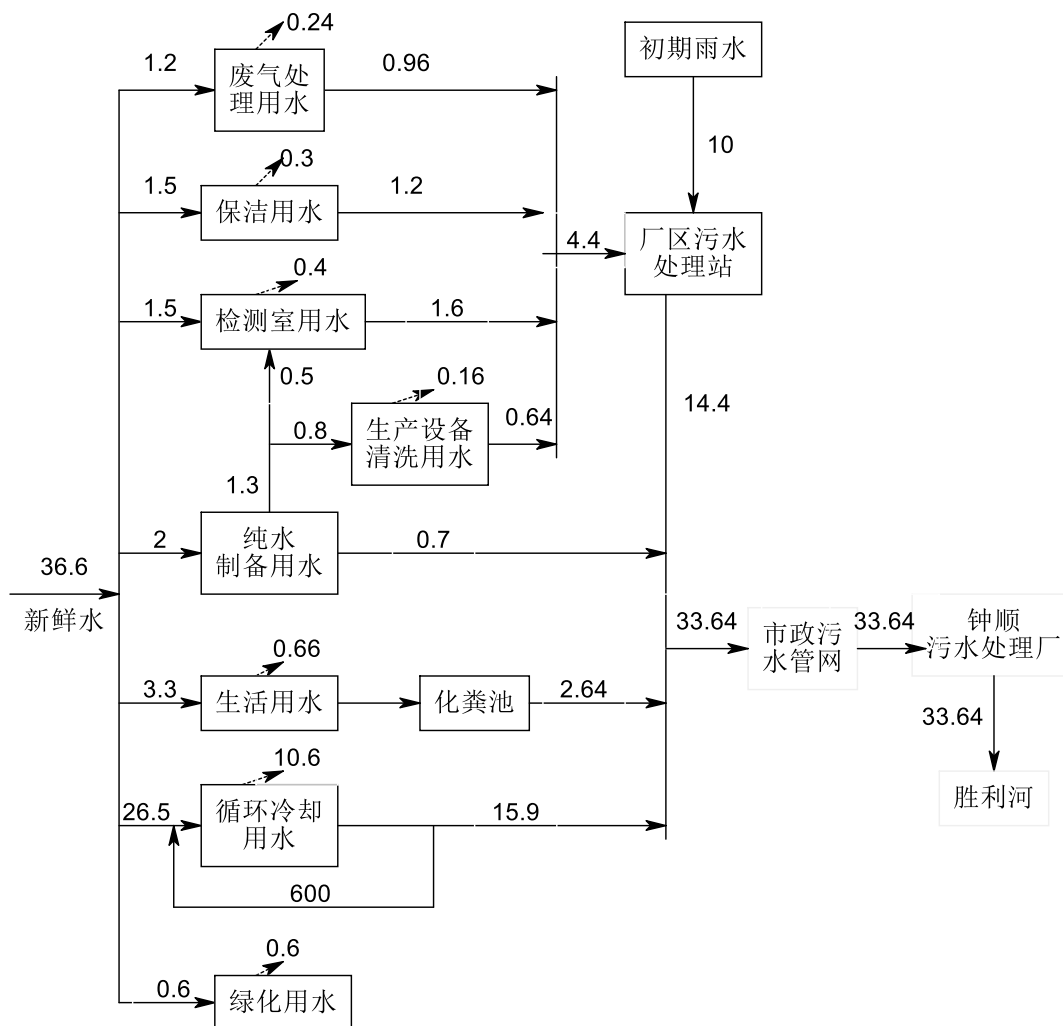 0.24
1.2
废气处
理用水
0.96
初期雨水
10
0.3
1.5
保洁用水
1.2
4.4
厂区污水
处理站
0.4
1.5
检测室用水
1.6
0.5
0.16
0.8
生产设备
清洗用水
0.64
14.4
1.3
2
纯水
制备用水
0.7
36.6
新鲜水
33.64
市政污
水管网
33.64
钟顺
污水处理厂
0.66
3.3
生活用水
化粪池
2.64
33.64
胜利河
10.6
26.5
循环冷却
用水
15.9
600
0.6
0.6
绿化用水